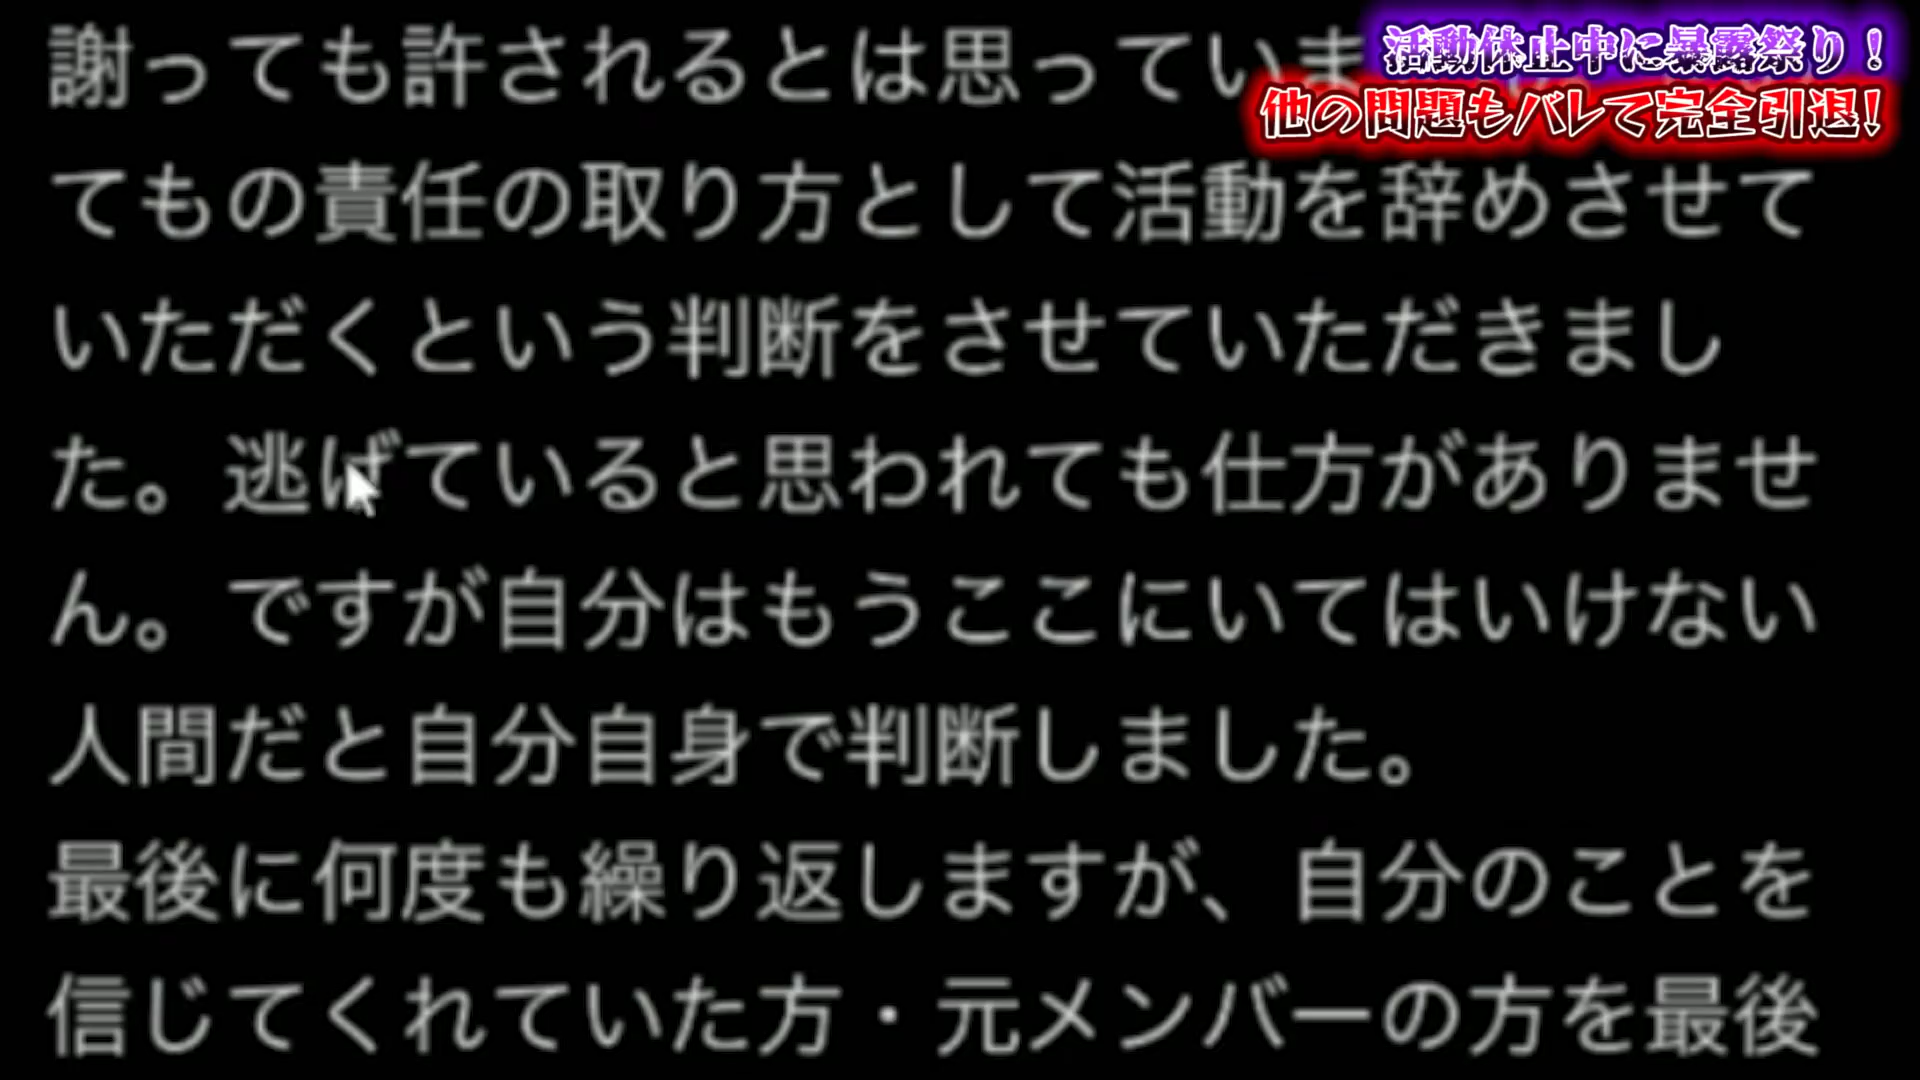 活動休止中に暴露祭り!
他の問題もバレて完全引退!
謝っても許されるとは思っていま
てもの責任の取り方として活動を辞めさせて
いただくという判断をさせていただきまし
た。逃げていると思われても仕方がありませ
ん。ですが自分はもうここにいてはいけない
人間だと自分自身で判断しました。
最後に何度も繰り返しますが、自分のことを
信じてくれていた方・元メンバーの方を最後